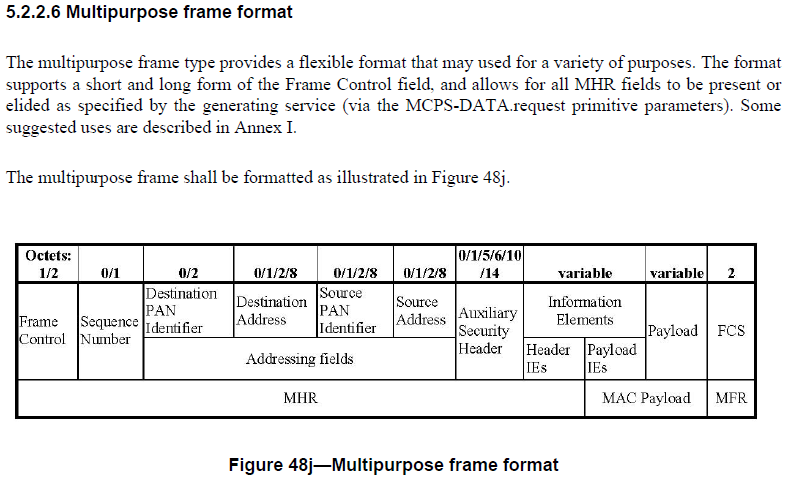 5.2.2.6 Multipurpose frame format
The multipurpose frame type provides a flexible format that may used for a variety of purposes. The format
supports a short and long form of the Frame Control field, and allows for all MHR fields to be present or
elided as specified by the generating service (via the MCPS-DATA.request primitive parameters). Some
suggested uses are described in Annex I.
The multipurpose frame shall be formatted as illustrated in Figure 48j.
Octets:
1/2
0/1
0/2
0/1/2/8
0/1/2/8
0/1/2/8
0/1/5/6/10
/14
variable
variable
2
Frame
Control
Sequence
Number
Destination
PAN
Identifier
Destination
Address
Source
PAN
Identifier
Source
Address
Addressing fields
Auxiliary
Security
Header
Information
Elements
Header
IEs
Payload
IEs
Payload
FCS
MHR
MAC Payload
MFR
Figure 48j—Multipurpose frame format